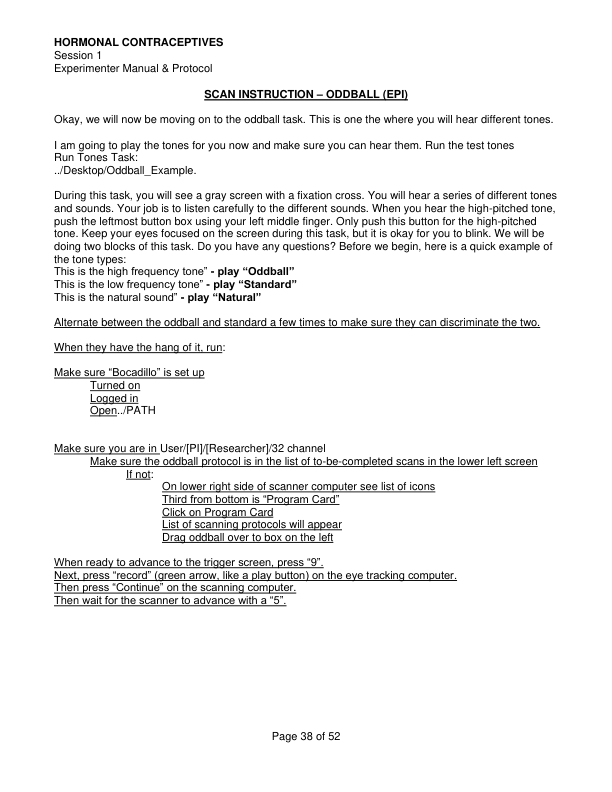 HORMONAL CONTRACEPTIVES
Session 1
Experimenter Manual & Protocol
SCAN INSTRUCTION – ODDBALL (EPI)
Okay, we will now be moving on to the oddball task. This is one the where you will hear different tones.
I am going to play the tones for you now and make sure you can hear them. Run the test tones
Run Tones Task:
../Desktop/Oddball_Example.
During this task, you will see a gray screen with a fixation cross. You will hear a series of different tones
and sounds. Your job is to listen carefully to the different sounds. When you hear the high-pitched tone,
push the leftmost button box using your left middle finger. Only push this button for the high-pitched
tone. Keep your eyes focused on the screen during this task, but it is okay for you to blink. We will be
doing two blocks of this task. Do you have any questions? Before we begin, here is a quick example of
the tone types:
This is the high frequency tone” - play “Oddball”
This is the low frequency tone” - play “Standard”
This is the natural sound” - play “Natural”
Alternate between the oddball and standard a few times to make sure they can discriminate the two.
When they have the hang of it, run:
Make sure “Bocadillo” is set up
Turned on
Logged in
Open../PATH
Make sure you are in User/[PI]/[Researcher]/32 channel
Make sure the oddball protocol is in the list of to-be-completed scans in the lower left screen
If not:
On lower right side of scanner computer see list of icons
Third from bottom is “Program Card”
Click on Program Card
List of scanning protocols will appear
Drag oddball over to box on the left
When ready to advance to the trigger screen, press “9”.
Next, press “record” (green arrow, like a play button) on the eye tracking computer.
Then press “Continue” on the scanning computer.
Then wait for the scanner to advance with a “5”.
Page 38 of 52